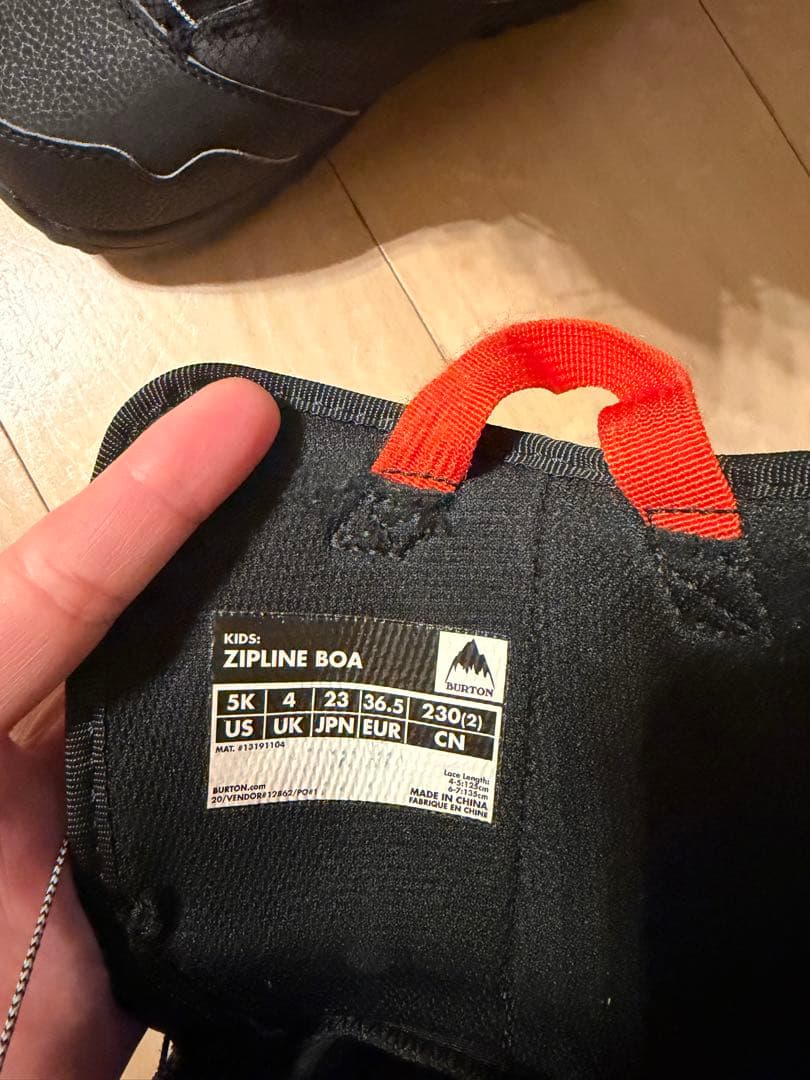 KIDS:
ZIPLINE BOA
BURTON
5K 4 23 36.5 230(2)
US UK JPN EUR CN
MAT. #13191104
Lace Length:
4-5:125cm
6-7:135cm
BURTON.com
20/VENDOR#12862/PO#1
MADE IN CHINA
FABRIQUE EN CHINE